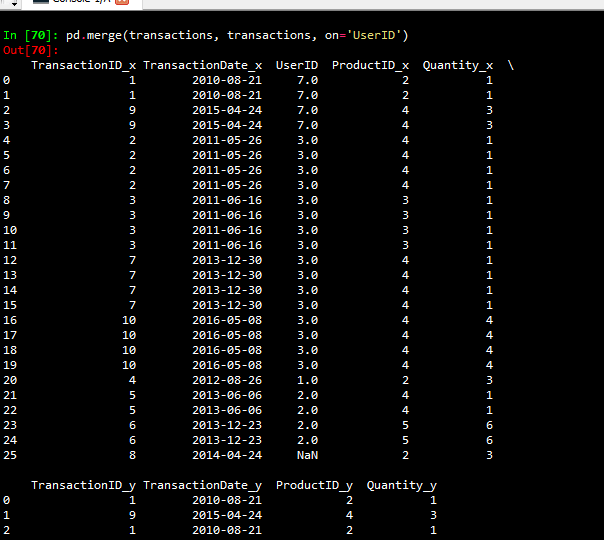 Console 1/A
In [70]: pd.merge(transactions, transactions, on='UserID')
Out[70]:
TransactionID_x TransactionDate_x UserID ProductID_x Quantity_x \
0 1 2010-08-21 7.0 2 1
1 1 2010-08-21 7.0 2 1
2 9 2015-04-24 7.0 4 3
3 9 2015-04-24 7.0 4 3
4 2 2011-05-26 3.0 4 1
5 2 2011-05-26 3.0 4 1
6 2 2011-05-26 3.0 4 1
7 2 2011-05-26 3.0 4 1
8 3 2011-06-16 3.0 3 1
9 3 2011-06-16 3.0 3 1
10 3 2011-06-16 3.0 3 1
11 3 2011-06-16 3.0 3 1
12 7 2013-12-30 3.0 4 1
13 7 2013-12-30 3.0 4 1
14 7 2013-12-30 3.0 4 1
15 7 2013-12-30 3.0 4 1
16 10 2016-05-08 3.0 4 4
17 10 2016-05-08 3.0 4 4
18 10 2016-05-08 3.0 4 4
19 10 2016-05-08 3.0 4 4
20 4 2012-08-26 1.0 2 3
21 5 2013-06-06 2.0 4 1
22 5 2013-06-06 2.0 4 1
23 6 2013-12-23 2.0 5 6
24 6 2013-12-23 2.0 5 6
25 8 2014-04-24 NaN 2 3
TransactionID_y TransactionDate_y ProductID_y Quantity_y
0 1 2010-08-21 2 1
1 9 2015-04-24 4 3
2 1 2010-08-21 2 1